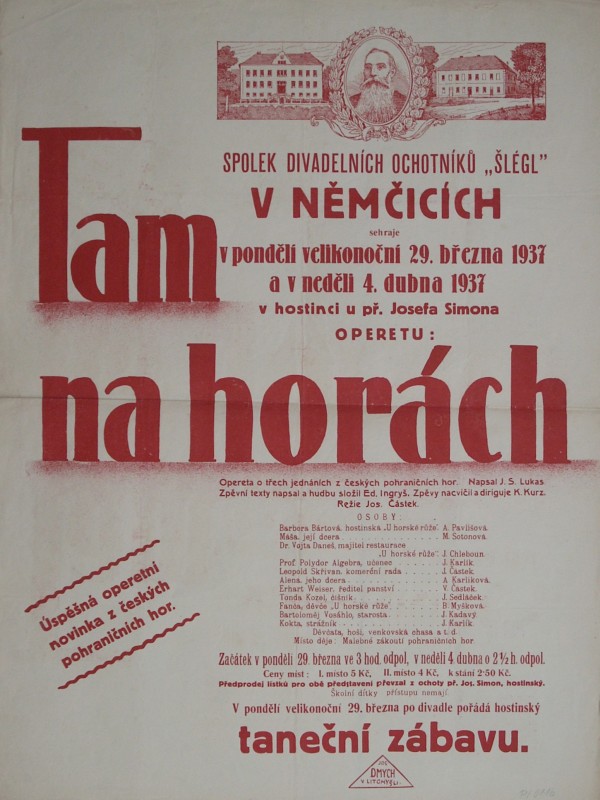 SPOLEK DIVADELNÍCH OCHOTNÍKŮ „ŠLÉGL”
V NĚMČICÍCH
sehraje
v pondělí velikonoční 29. března 1937
a v neděli 4. dubna 1937
v hostinci u př. Josefa Simona
OPERETU:
Tam
na horách
Opereta o třech jednáních z českých pohraničních hor. Napsal J. S. Lukas
Zpěvní texty napsal a hudbu složil Ed. Ingryš. Zpěvy nacvičil a diriguje K. Kurz.
Režie Jos. Částek.
OSOBY:
Barbora Bártová, hostinská „U horské růže”. A. Pavlišová.
Máša, její dcera . . . . M. Sotonová.
Dr. Vojta Daneš, majitel restaurace
„U horské růže”. J. Chleboun.
Prof. Polydor Algebra, učenec . J. Karlík.
Leopold Skřivan, komerční rada . J. Částek.
Alena, jeho dcera . . . A. Karlíková.
Erhart Weiser, ředitel panství . V. Částek.
Tonda Kozel, číšník . . . J. Sedláček.
Fanča, děvče „U horské růže” . B. Myšková.
Bartoloměj Vosáhlo, starosta . J. Kadavý
Kokta, strážník . . . . J. Karlík.
Děvčata, hoši, venkovská chasa a t. d.
Místo děje: Malebné zákoutí pohraničních hor.
Úspěšná operetní
novinka z českých
pohraničních hor.
Začátek v pondělí 29. března ve 3 hod. odpol., v neděli 4. dubna o 2½ h. odpol.
Ceny míst: I. místo 5 Kč, II. místo 4 Kč, k stání 2·50 Kč.
Předprodej lístků pro obě představení převzal z ochoty př. Jos. Simon, hostinský.
Školní dítky přístupu nemají.
V pondělí velikonoční 29. března po divadle pořádá hostinský
taneční zábavu.
JOS.
DMYCH
V LITOMYŠLI